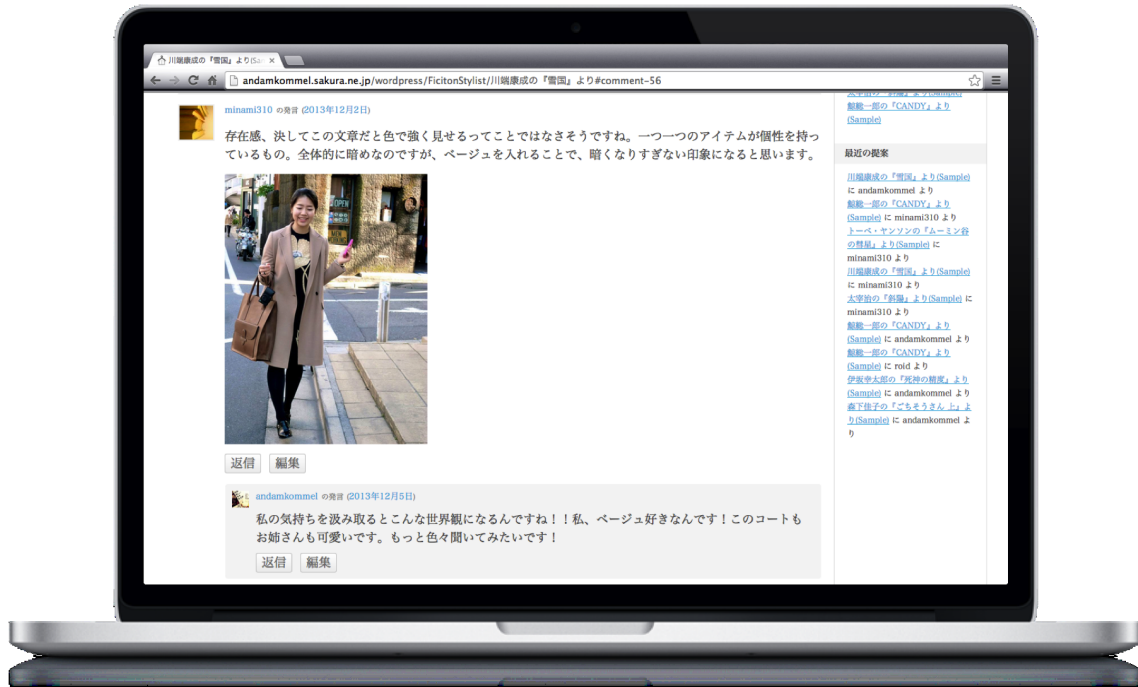 川端康成の『雪国』より(Sa
andamkommel.sakura.ne.jp/wordpress/FicitonStylist/川端康成の『雪国』より#comment-56
minami310 の発言 (2013年12月2日)
存在感、決してこの文章だと色で強く見せるってことではなさそうですね。一つ一つのアイテムが個性を持っ
ているもの。全体的に暗めなのですが、ベージュを入れることで、暗くなりすぎない印象になると思います。
OPEN
返信 編集
andamkommel の発言 (2013年12月5日)
私の気持ちを汲み取るとこんな世界観になるんですね！！私、ベージュ好きなんです！このコートも
お姉さんも可愛いです。もっと色々聞いてみたいです！
返信 編集
太宰治の『斜陽』より(Sample)
鯨統一郎の『CANDY』より
(Sample)
最近の提案
川端康成の『雪国』より(Sample)
に andamkommel より
鯨統一郎の『CANDY』より
(Sample) に minami310 より
トーベ・ヤンソンの『ムーミン谷
の彗星』より(Sample) に
minami310 より
川端康成の『雪国』より(Sample)
に minami310 より
太宰治の『斜陽』より(Sample) に
minami310 より
鯨統一郎の『CANDY』より
(Sample) に andamkommel より
鯨統一郎の『CANDY』より
(Sample) に roid より
伊坂幸太郎の『死神の精度』より
(Sample) に andamkommel より
森下佳子の『ごちそうさん 上』よ
り(Sample) に andamkommel よ
り